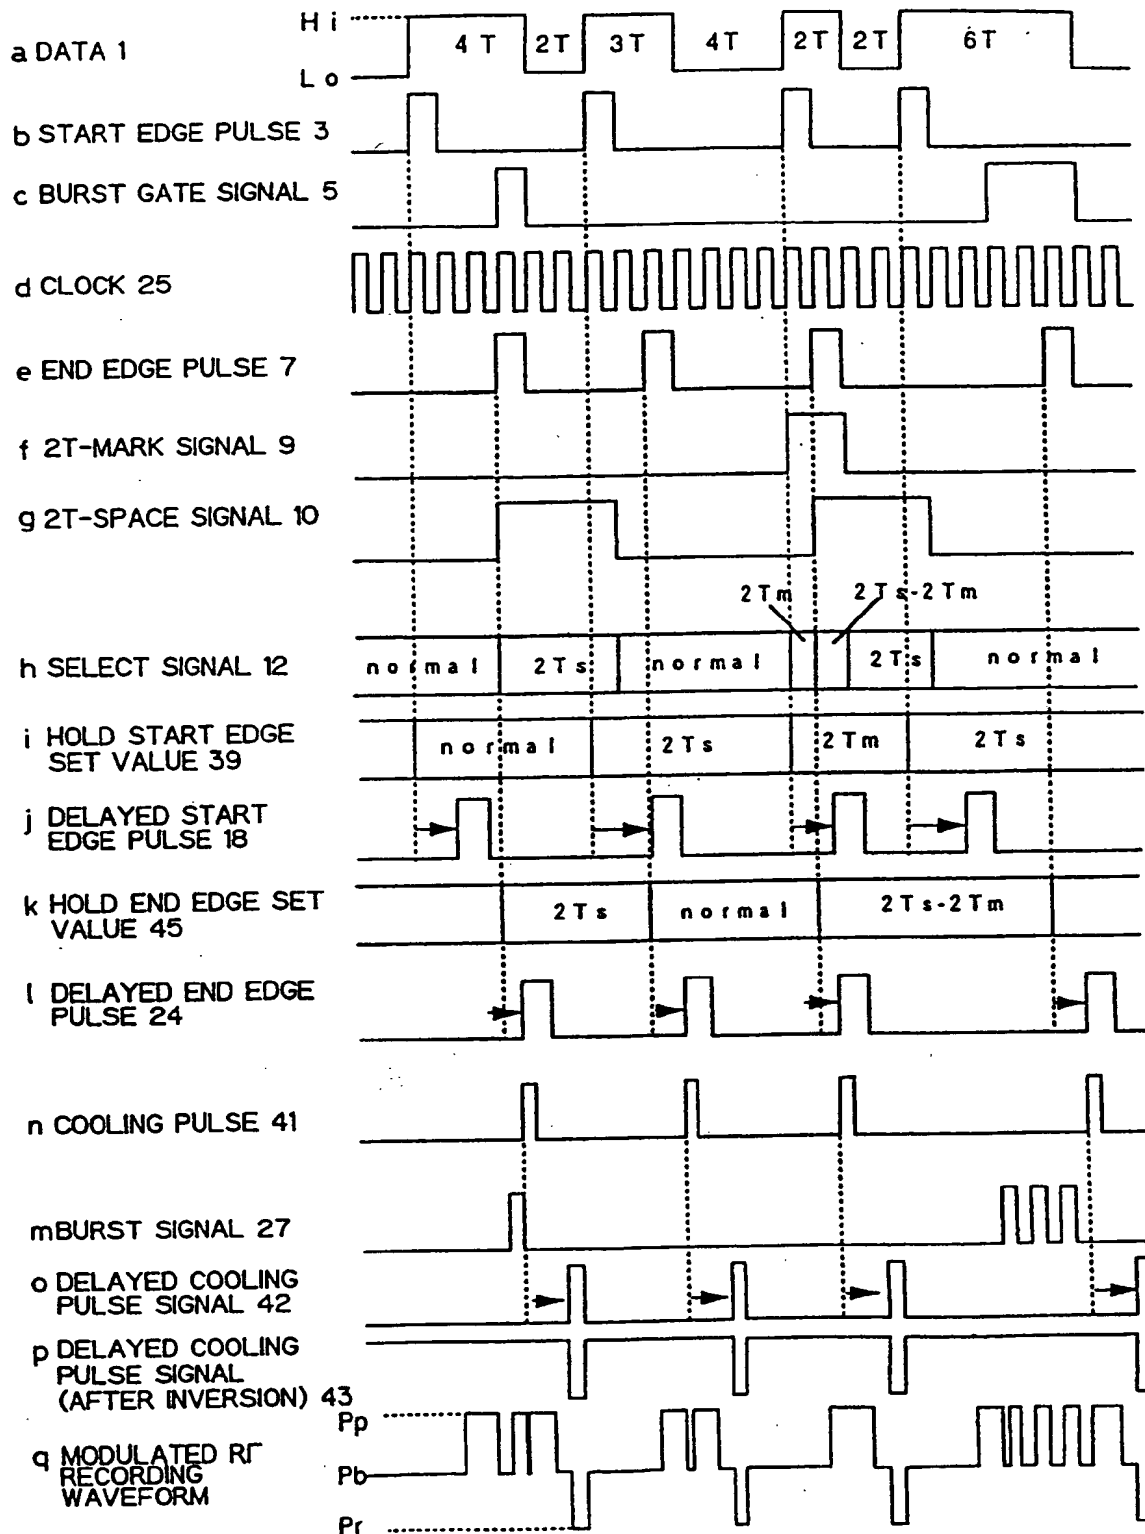 Hi
a DATA 1 4T 2T 3T 4T 2T 2T 6T
Lo
b START EDGE PULSE 3
c BURST GATE SIGNAL 5
d CLOCK 25
e END EDGE PULSE 7
f 2T-MARK SIGNAL 9
g 2T-SPACE SIGNAL 10
2Tm 2Ts-2Tm
h SELECT SIGNAL 12 normal 2Ts normal 2Ts normal
i HOLD START EDGE
SET VALUE 39
normal 2Ts 2Tm 2Ts
j DELAYED START
EDGE PULSE 18
k HOLD END EDGE SET
VALUE 45
2Ts normal 2Ts-2Tm
l DELAYED END EDGE
PULSE 24
n COOLING PULSE 41
m BURST SIGNAL 27
o DELAYED COOLING
PULSE SIGNAL 42
p DELAYED COOLING
PULSE SIGNAL
(AFTER INVERSION) 43
Pp
q MODULATED RF
RECORDING
WAVEFORM
Pb
Pr